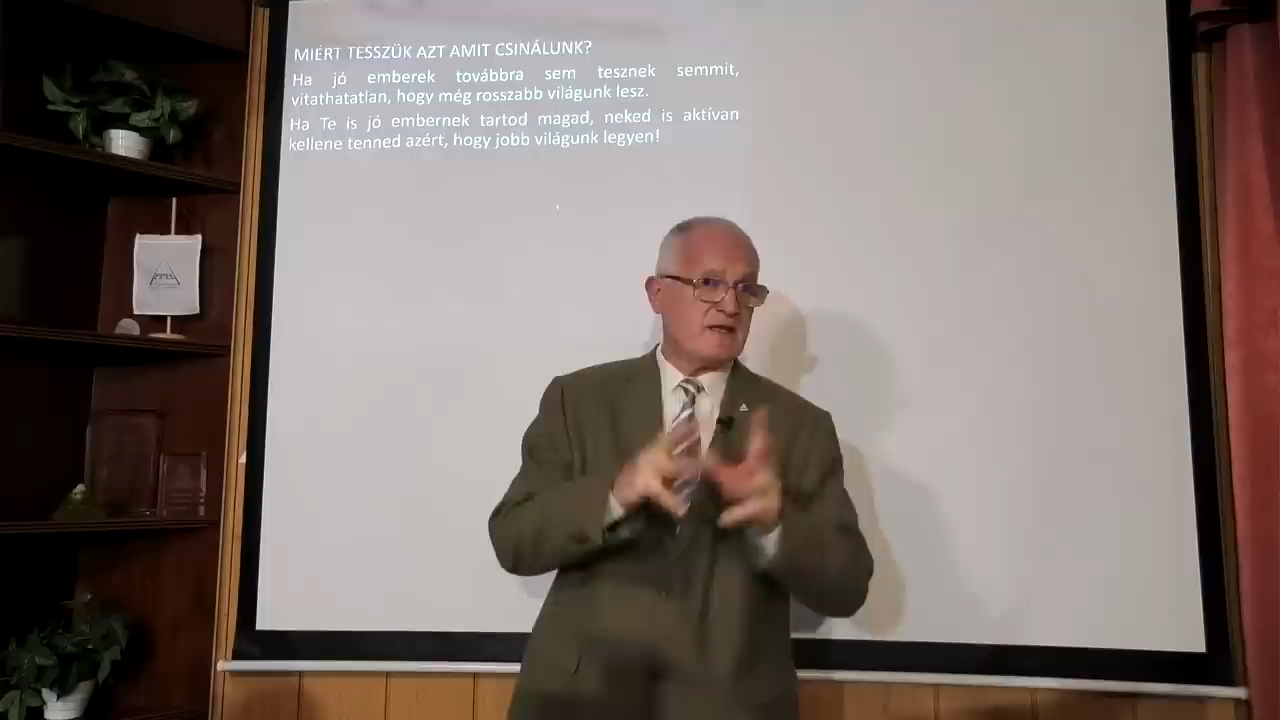 MIÉRT TESSZÜK AZT AMIT CSINÁLUNK?
Ha jó emberek továbbra sem tesznek semmit,
vitathatatlan, hogy még rosszabb világunk lesz.
Ha Te is jó embernek tartod magad, neked is aktívan
kellene tenned azért, hogy jobb világunk legyen!